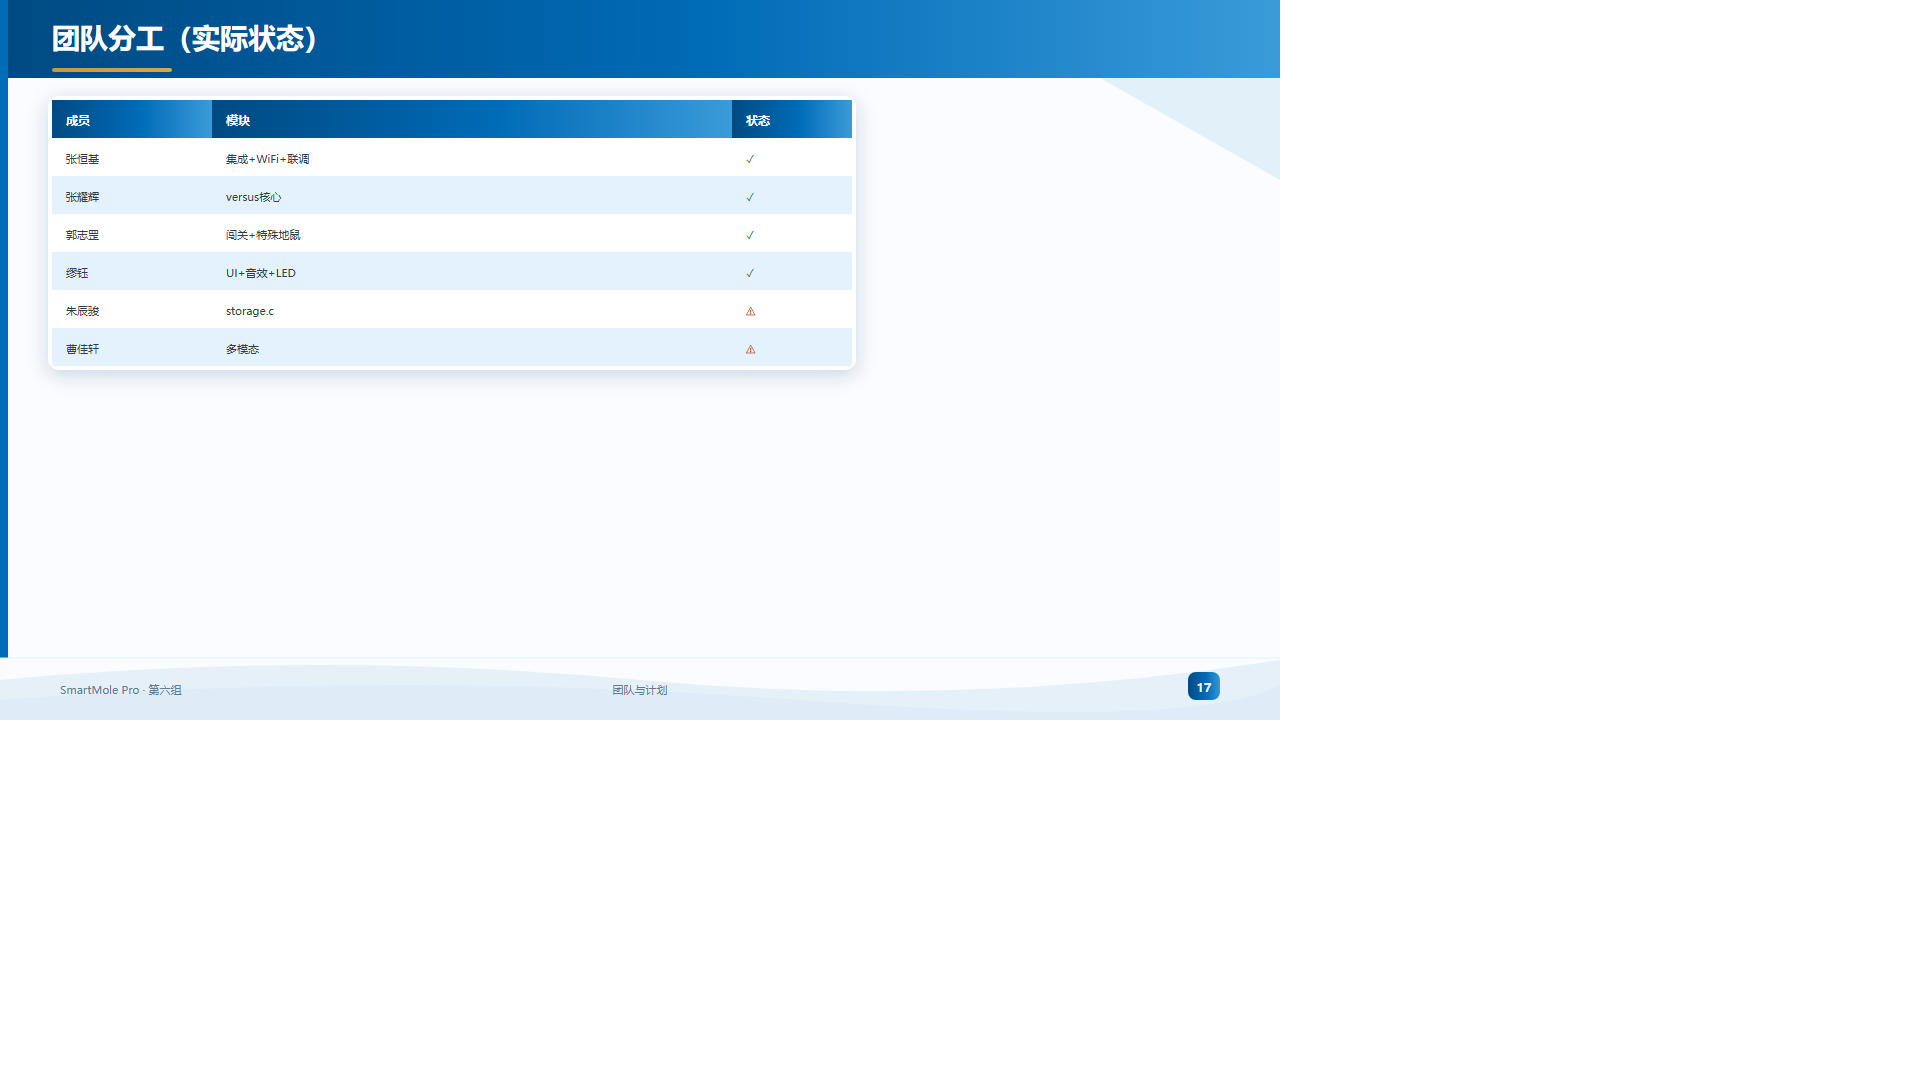 团队分工（实际状态）
成员 模块 状态
张恒基 集成+WiFi+联调 ✓
张耀辉 versus核心 ✓
郭志罡 闯关+特殊地鼠 ✓
缪钰 UI+音效+LED ✓
朱辰骏 storage.c ⚠
曹佳轩 多模态 ⚠
SmartMole Pro · 第六组 团队与计划 17